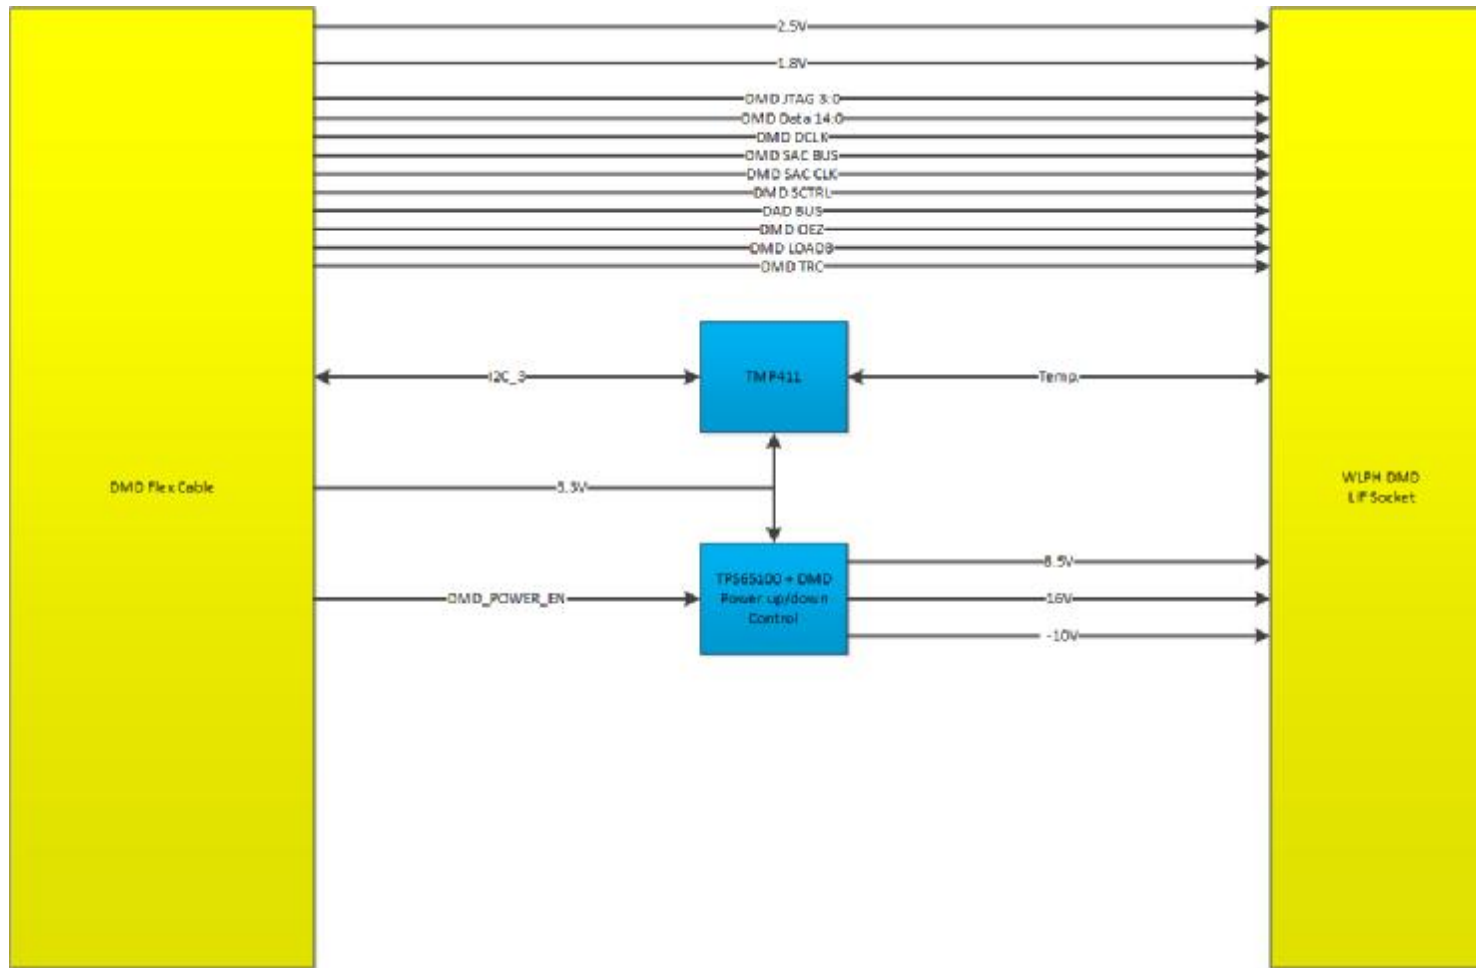 2.5V
1.8V
DMD JTAG 3:0
DMD Data 14:0
DMD DCLK
DMD SAC BUS
DMD SAC CLK
DMD SCTRL
DAD BUS
DMD OEZ
DMD LOADB
DMD TRC
I2C_3
TMP411
Temp.
DMD Flex Cable
3.3V
WLPH DMD
LIF Socket
TPS65100 + DMD
Power up/down
Control
8.5V
DMD_POWER_EN
16V
-10V